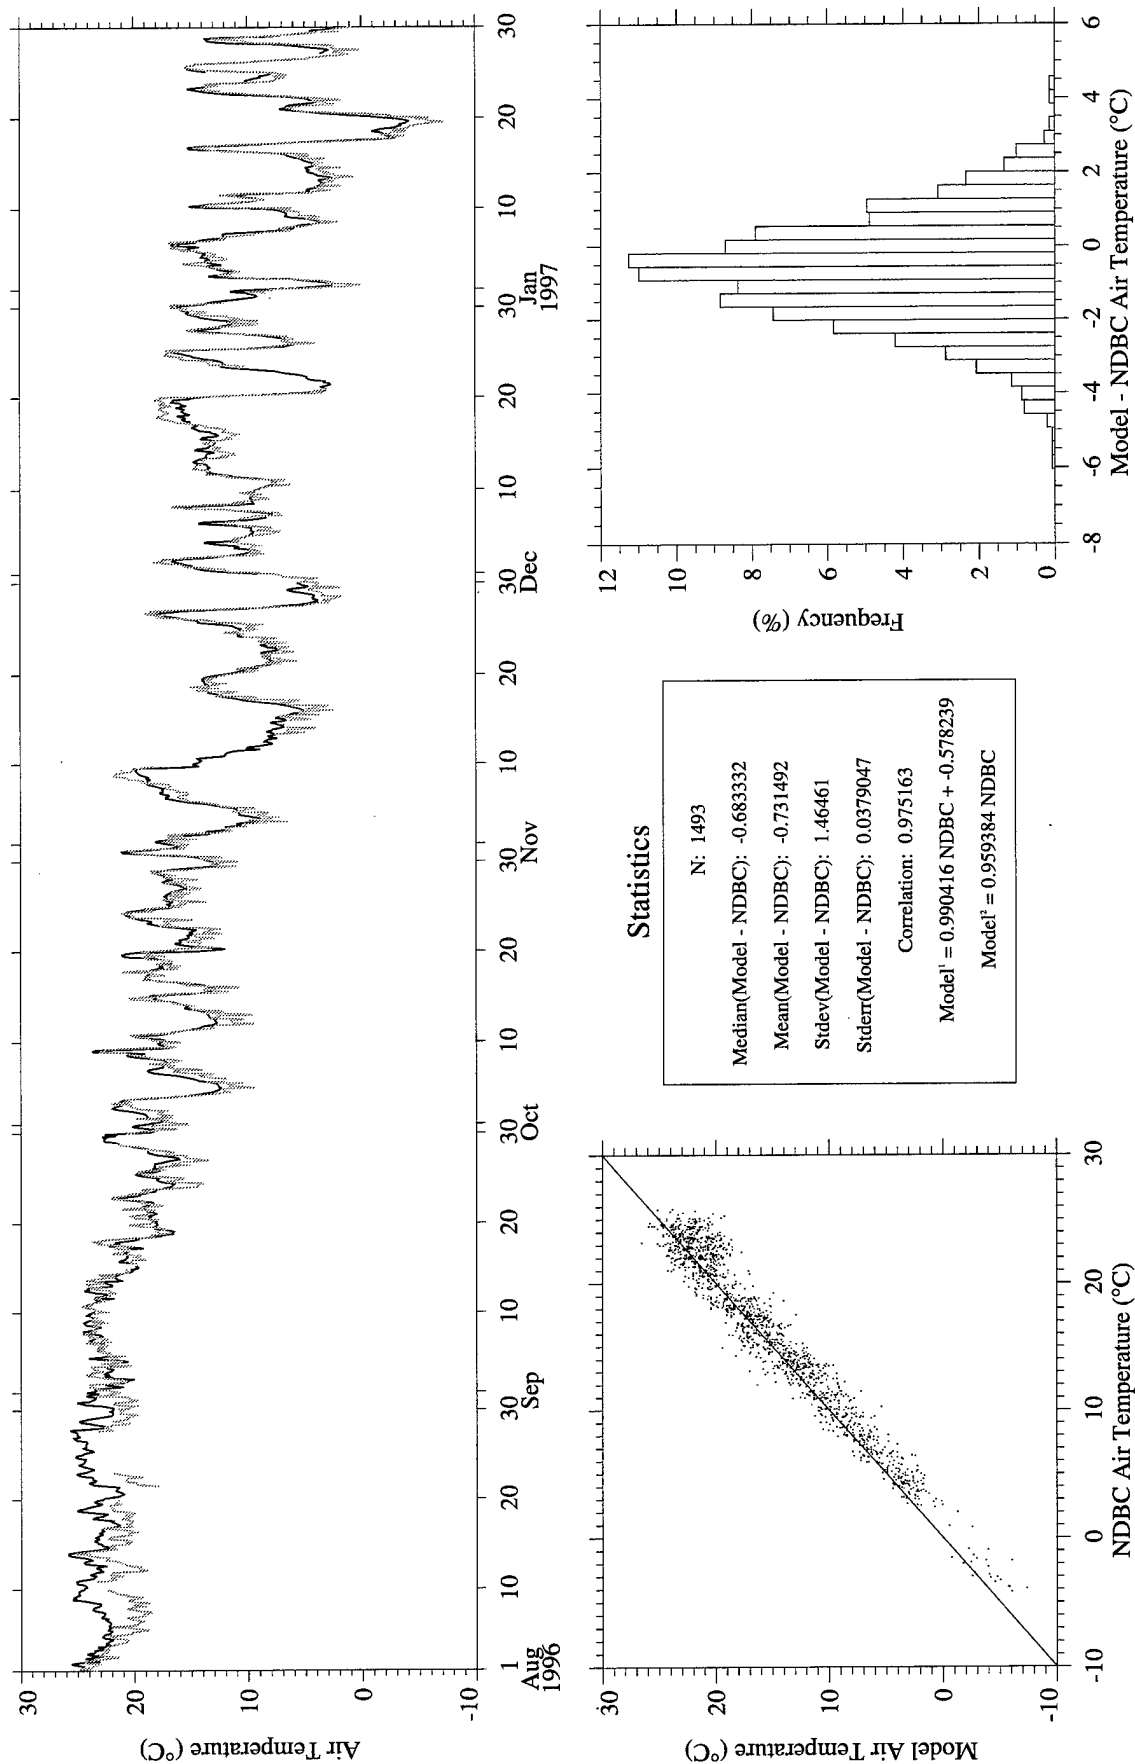 Air Temperature (°C)
30
20
10
0
-10
1 10 20 30 10 20 30 10 20 30 10 20 30 10 20 30 10 20 30
Aug Sep Oct Nov Dec Jan
1996 1997
Model Air Temperature (°C)
30
20
10
0
-10
-10 0 10 20 30
NDBC Air Temperature (°C)
Statistics
N: 1493
Median(Model - NDBC): -0.683332
Mean(Model - NDBC): -0.731492
Stdev(Model - NDBC): 1.46461
Stderr(Model - NDBC): 0.0379047
Correlation: 0.975163
Model¹ = 0.990416 NDBC + -0.578239
Model² = 0.959384 NDBC
Frequency (%)
12
10
8
6
4
2
0
-8 -6 -4 -2 0 2 4 6
Model - NDBC Air Temperature (°C)